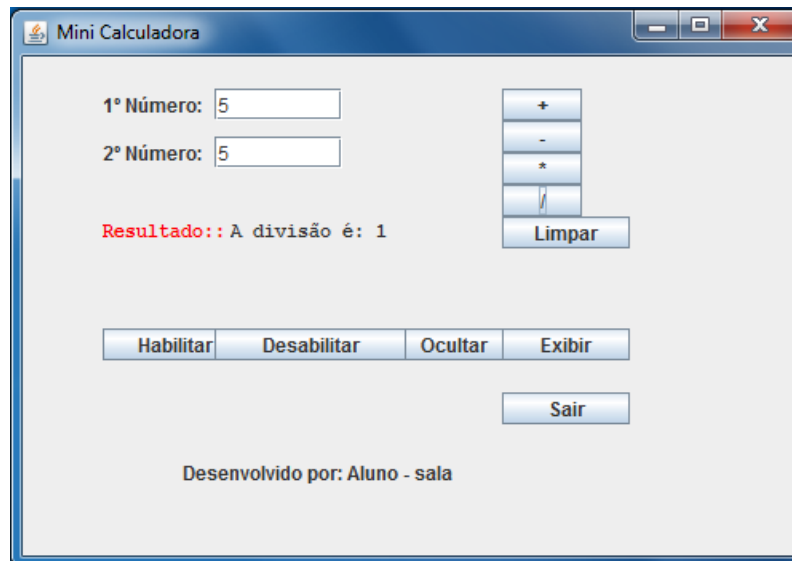 Mini Calculadora
1º Número: 5
+
2º Número: 5
-
*
/
Resultado:: A divisão é: 1
Limpar
Habilitar Desabilitar Ocultar Exibir
Sair
Desenvolvido por: Aluno - sala